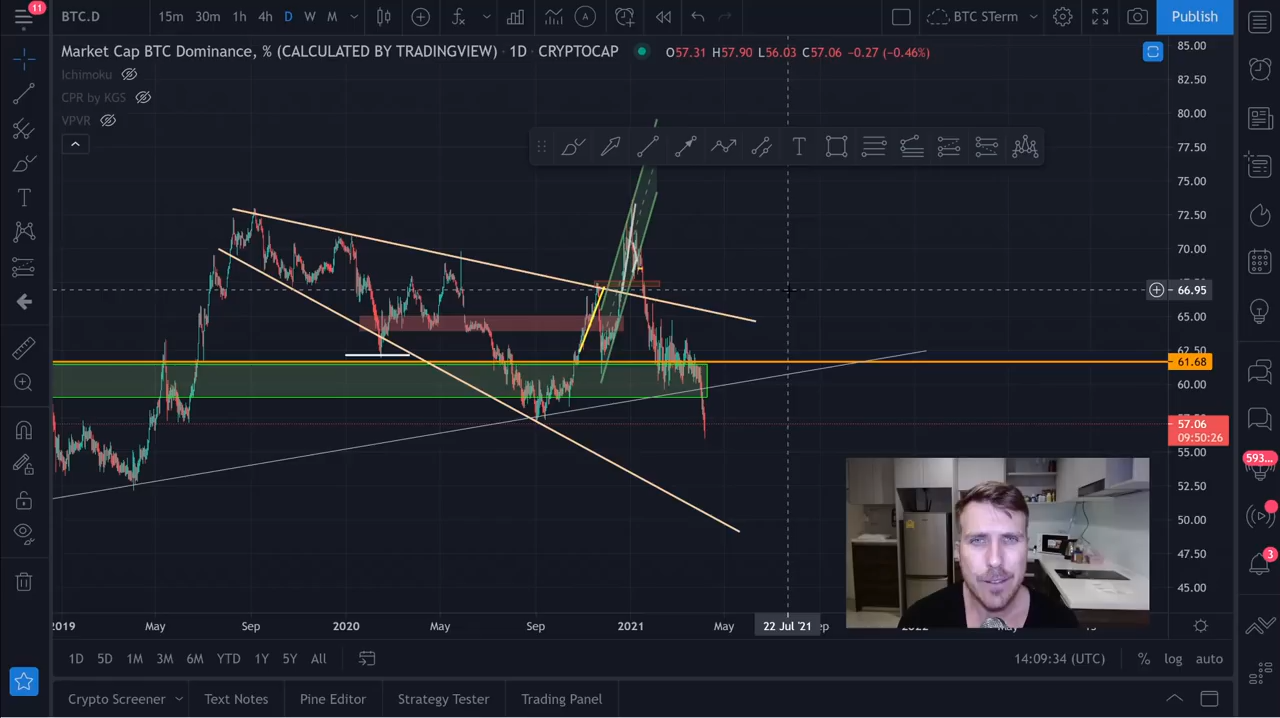 11
BTC.D
15m 30m 1h 4h D W M
BTC STerm
Publish
Market Cap BTC Dominance, % (CALCULATED BY TRADINGVIEW) · 1D · CRYPTOCAP
O57.31 H57.90 L56.03 C57.06 −0.27 (−0.46%)
Ichimoku
CPR by KGS
VPVR
85.00
82.50
80.00
77.50
75.00
72.50
70.00
66.95
65.00
61.68
60.00
57.06
09:50:26
55.00
52.50
50.00
47.50
45.00
593...
3
2019 May Sep 2020 May Sep 2021 May 22 Jul '21
1D 5D 1M 3M 6M YTD 1Y 5Y All
14:09:34 (UTC) % log auto
Crypto Screener Text Notes Pine Editor Strategy Tester Trading Panel